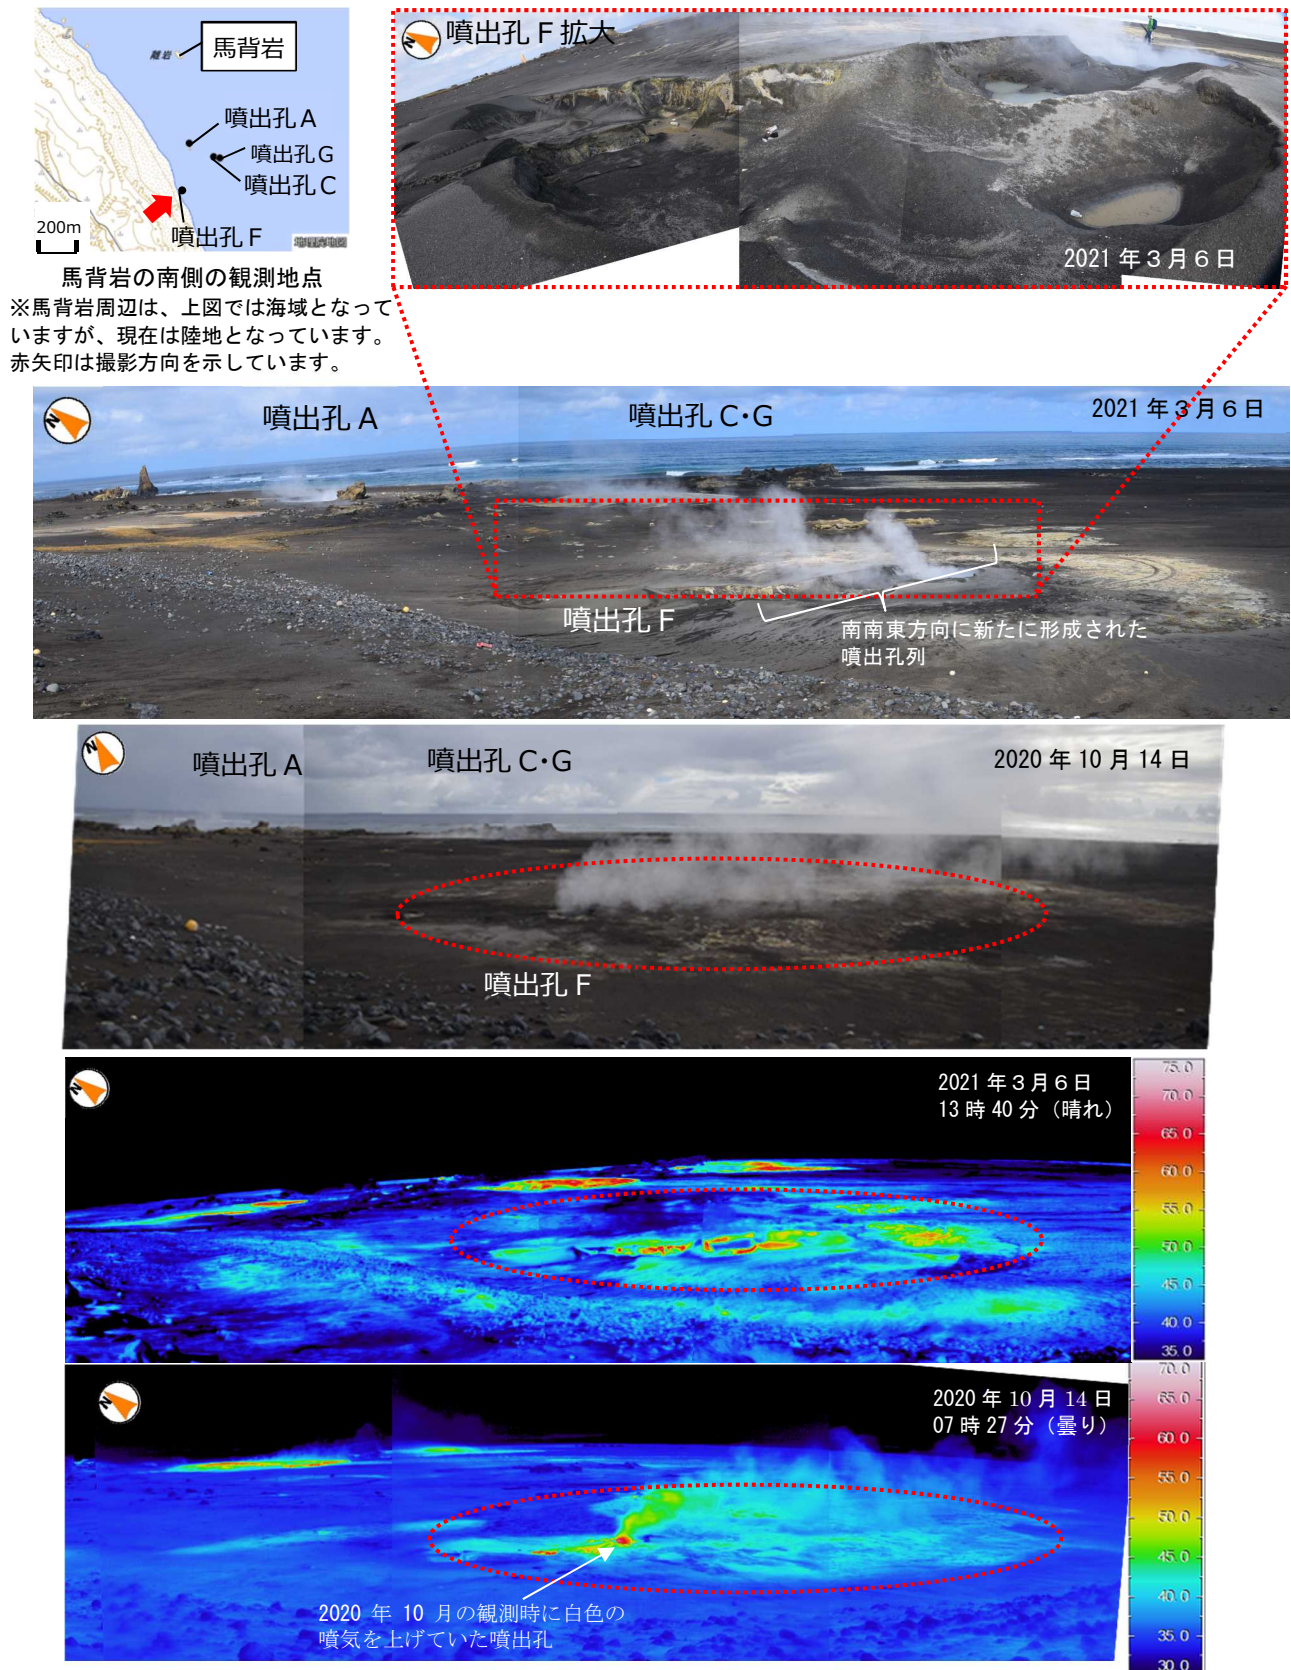 離岩
馬背岩
噴出孔 A
噴出孔 G
噴出孔 C
噴出孔 F
200m
馬背岩の南側の観測地点
※馬背岩周辺は、上図では海域となって
いますが、現在は陸地となっています。
赤矢印は撮影方向を示しています。
N
噴出孔 F 拡大
2021 年３月６日
N
噴出孔 A
噴出孔 C・G
2021 年３月６日
噴出孔 F
南南東方向に新たに形成された
噴出孔列
N
噴出孔 A
噴出孔 C・G
2020 年 10 月 14 日
噴出孔 F
N
2021 年３月６日
13 時 40 分（晴れ）
75.0
70.0
65.0
60.0
55.0
50.0
45.0
40.0
35.0
N
2020 年 10 月 14 日
07 時 27 分（曇り）
2020 年 10 月の観測時に白色の
噴気を上げていた噴出孔
70.0
65.0
60.0
55.0
50.0
45.0
40.0
35.0
30.0